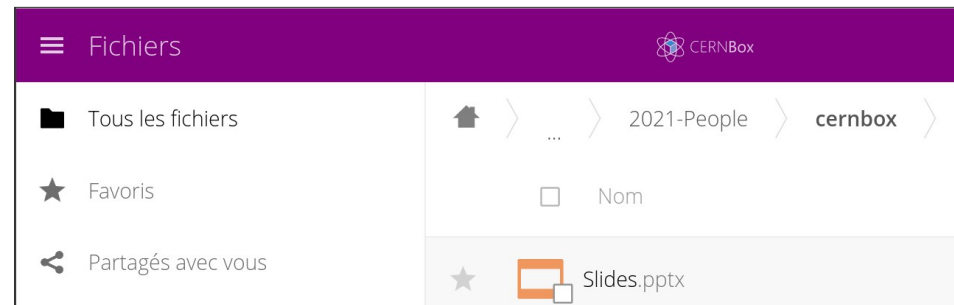 Fichiers
CERNBox
Tous les fichiers
... 2021-People cernbox
Favoris
Nom
Partagés avec vous
Slides.pptx